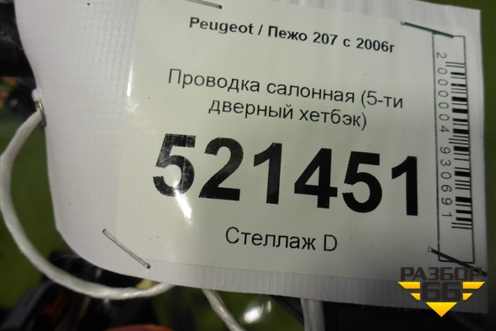 Peugeot / Пежо 207 с 2006г
Проводка салонная (5-ти
дверный хетбэк)
521451
Стеллаж D
2000004930691
РАЗБОР
66